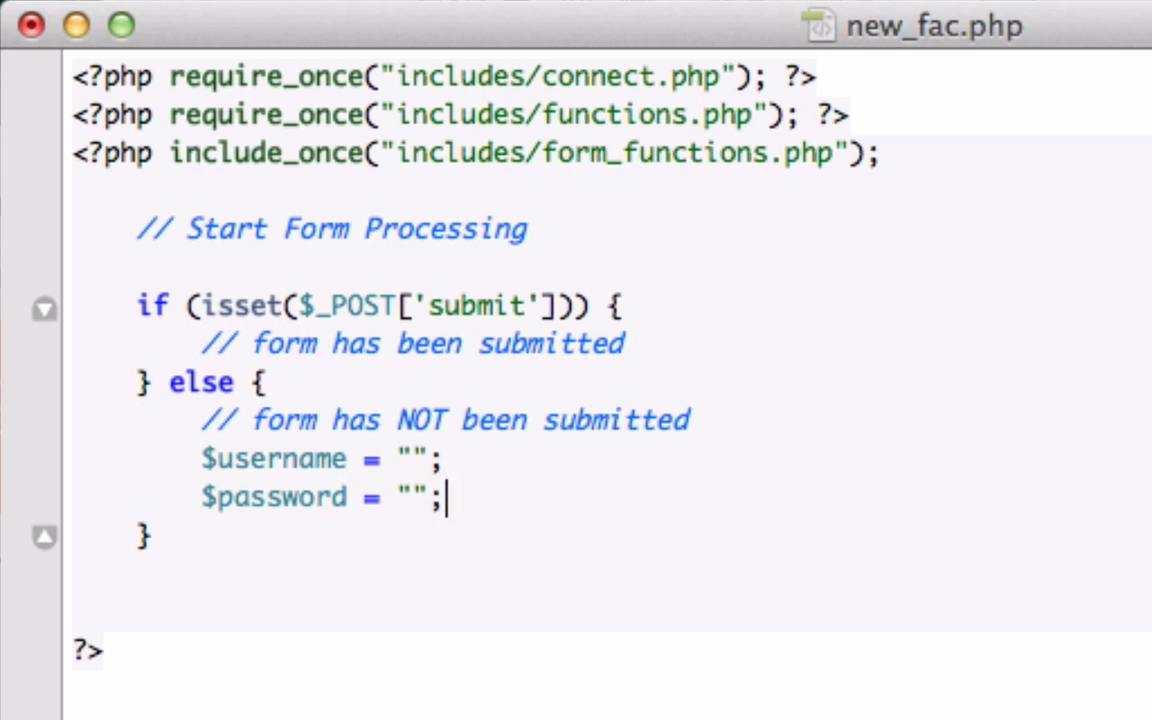 new_fac.php
<?php require_once("includes/connect.php"); ?>
<?php require_once("includes/functions.php"); ?>
<?php include_once("includes/form_functions.php");
// Start Form Processing
if (isset($_POST['submit'])) {
// form has been submitted
} else {
// form has NOT been submitted
$username = "";
$password = "";
}
?>